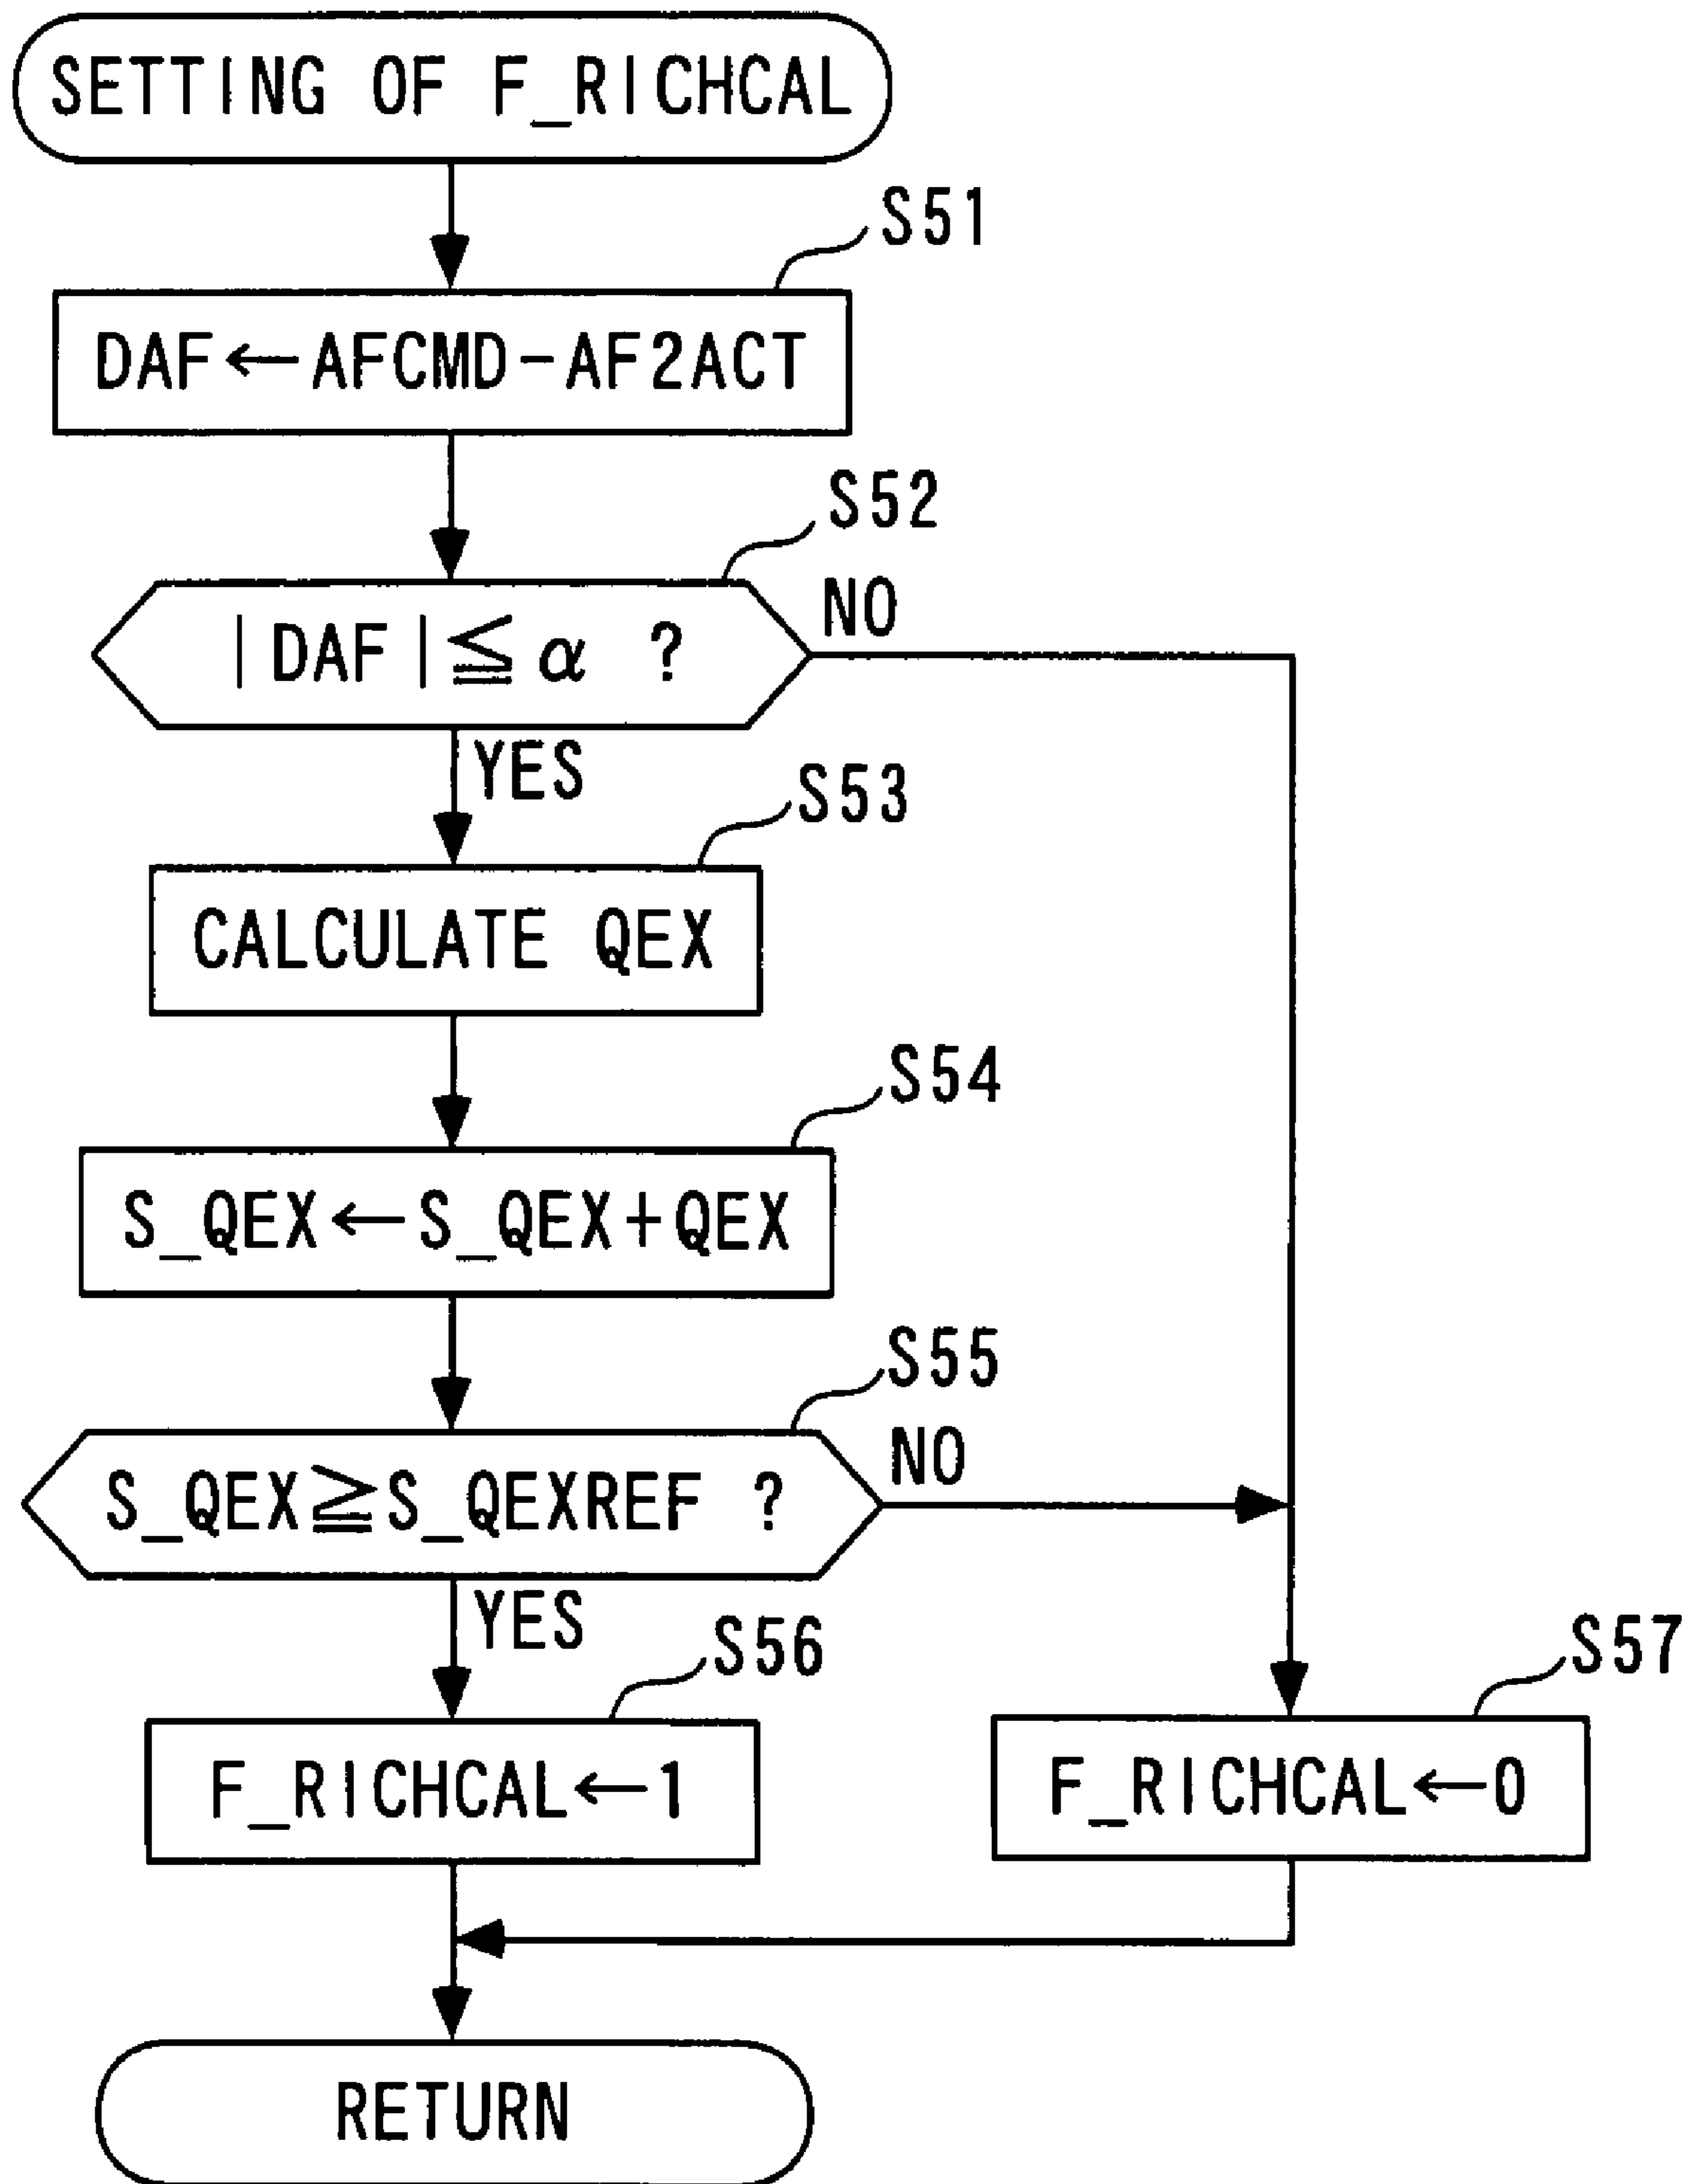 SETTING OF F_RICHCAL
S51
DAF←AFCMD-AF2ACT
S52
|DAF|≦α ?
NO
YES
S53
CALCULATE QEX
S54
S_QEX←S_QEX+QEX
S55
S_QEX≧S_QEXREF ?
NO
YES
S56
S57
F_RICHCAL←1
F_RICHCAL←0
RETURN